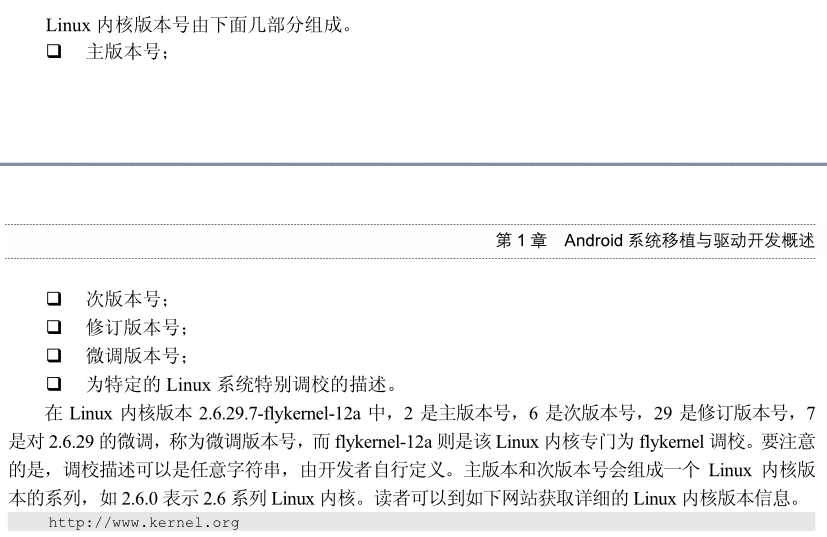 Linux 内核版本号由下面几部分组成。
❑ 主版本号；
第 1 章 Android 系统移植与驱动开发概述
❑ 次版本号；
❑ 修订版本号；
❑ 微调版本号；
❑ 为特定的 Linux 系统特别调校的描述。
在 Linux 内核版本 2.6.29.7-flykernel-12a 中，2 是主版本号，6 是次版本号，29 是修订版本号，7
是对 2.6.29 的微调，称为微调版本号，而 flykernel-12a 则是该 Linux 内核专门为 flykernel 调校。要注意
的是，调校描述可以是任意字符串，由开发者自行定义。主版本和次版本号会组成一个 Linux 内核版
本的系列，如 2.6.0 表示 2.6 系列 Linux 内核。读者可以到如下网站获取详细的 Linux 内核版本信息。
http://www.kernel.org